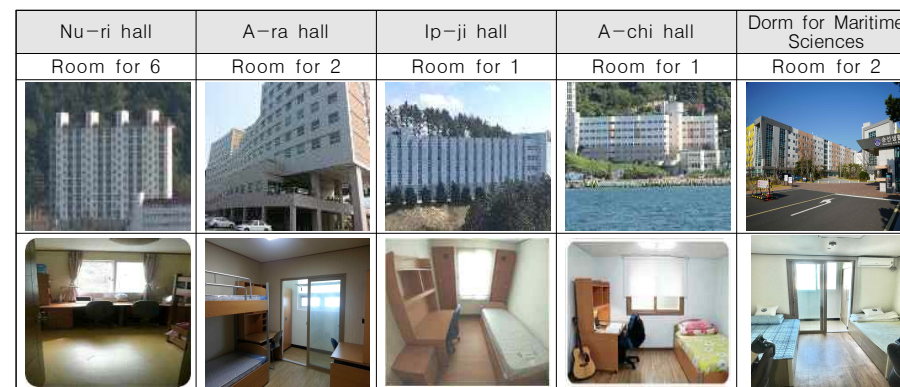 Nu-ri hall
A-ra hall
Ip-ji hall
A-chi hall
Dorm for Maritime
Sciences
Room for 6
Room for 2
Room for 1
Room for 1
Room for 2